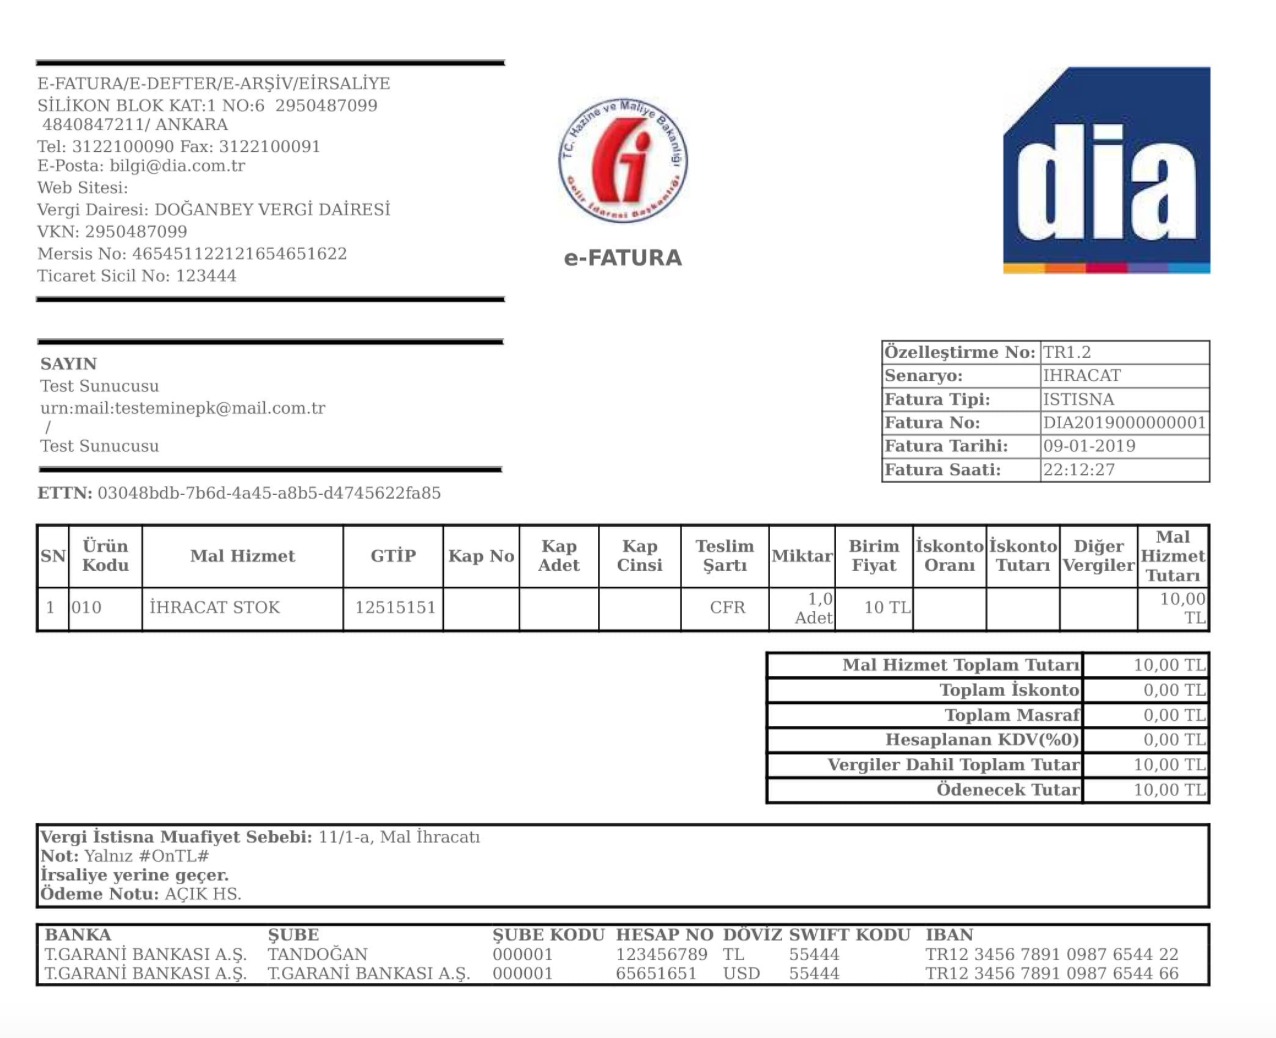 E-FATURA/E-DEFTER/E-ARŞİV/EİRSALİYE
SİLİKON BLOK KAT:1 NO:6 2950487099
4840847211/ ANKARA
Tel: 3122100090 Fax: 3122100091
E-Posta: bilgi@dia.com.tr
Web Sitesi:
Vergi Dairesi: DOĞANBEY VERGİ DAİRESİ
VKN: 2950487099
Mersis No: 465451122121654651622
Ticaret Sicil No: 123444
T.C. Hazine ve Maliye Bakanlığı
Gelir İdaresi Başkanlığı
e-FATURA
dia
SAYIN
Test Sunucusu
urn:mail:testeminepk@mail.com.tr
/
Test Sunucusu
ETTN: 03048bdb-7b6d-4a45-a8b5-d4745622fa85
Özelleştirme No: TR1.2
Senaryo: IHRACAT
Fatura Tipi: ISTISNA
Fatura No: DIA2019000000001
Fatura Tarihi: 09-01-2019
Fatura Saati: 22:12:27
SN Ürün Kodu Mal Hizmet GTİP Kap No Kap Adet Kap Cinsi Teslim Şartı Miktar Birim Fiyat İskonto Oranı İskonto Tutarı Diğer Vergiler Mal Hizmet Tutarı
1 010 İHRACAT STOK 12515151 CFR 1,0 Adet 10 TL 10,00 TL
Mal Hizmet Toplam Tutarı 10,00 TL
Toplam İskonto 0,00 TL
Toplam Masraf 0,00 TL
Hesaplanan KDV(%0) 0,00 TL
Vergiler Dahil Toplam Tutar 10,00 TL
Ödenecek Tutar 10,00 TL
Vergi İstisna Muafiyet Sebebi: 11/1-a, Mal İhracatı
Not: Yalnız #OnTL#
İrsaliye yerine geçer.
Ödeme Notu: AÇIK HS.
BANKA ŞUBE ŞUBE KODU HESAP NO DÖVİZ SWIFT KODU IBAN
T.GARANİ BANKASI A.Ş. TANDOĞAN 000001 123456789 TL 55444 TR12 3456 7891 0987 6544 22
T.GARANİ BANKASI A.Ş. T.GARANİ BANKASI A.Ş. 000001 65651651 USD 55444 TR12 3456 7891 0987 6544 66